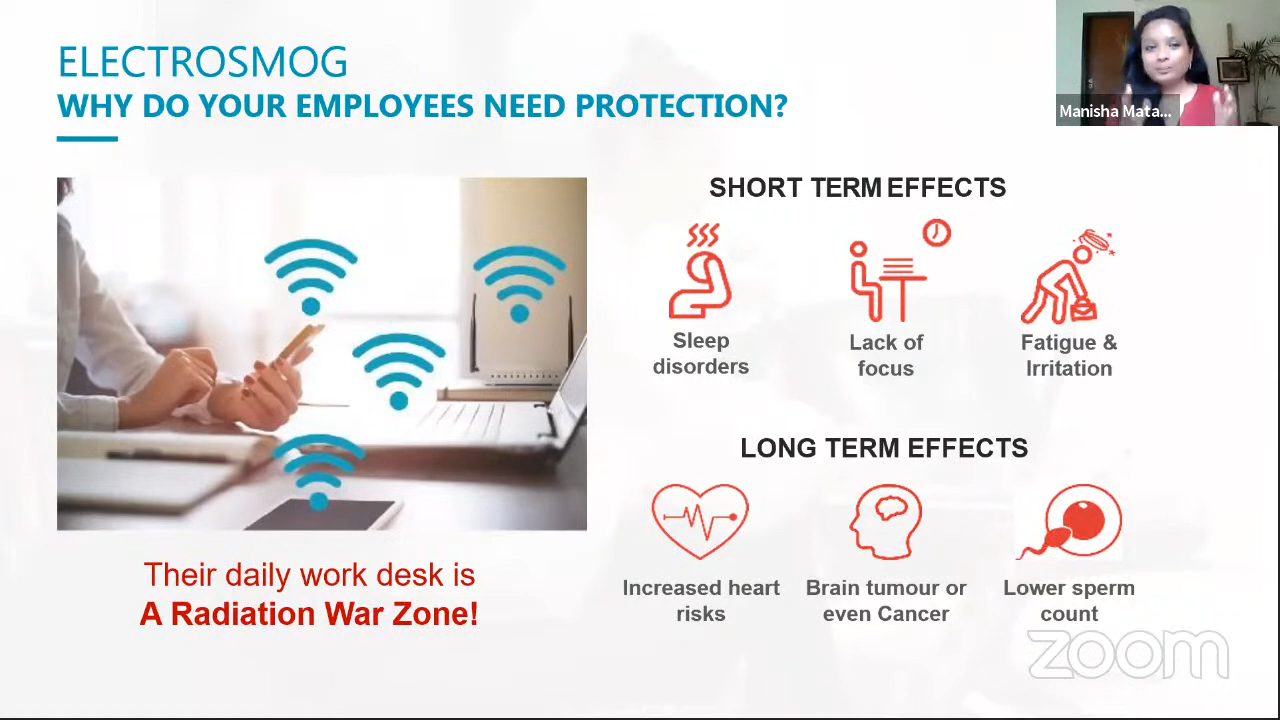 ELECTROSMOG
WHY DO YOUR EMPLOYEES NEED PROTECTION?
Manisha Mata...
SHORT TERM EFFECTS
Sleep
disorders
Lack of
focus
Fatigue &
Irritation
LONG TERM EFFECTS
Increased heart
risks
Brain tumour or
even Cancer
Lower sperm
count
Their daily work desk is
A Radiation War Zone!
zoom